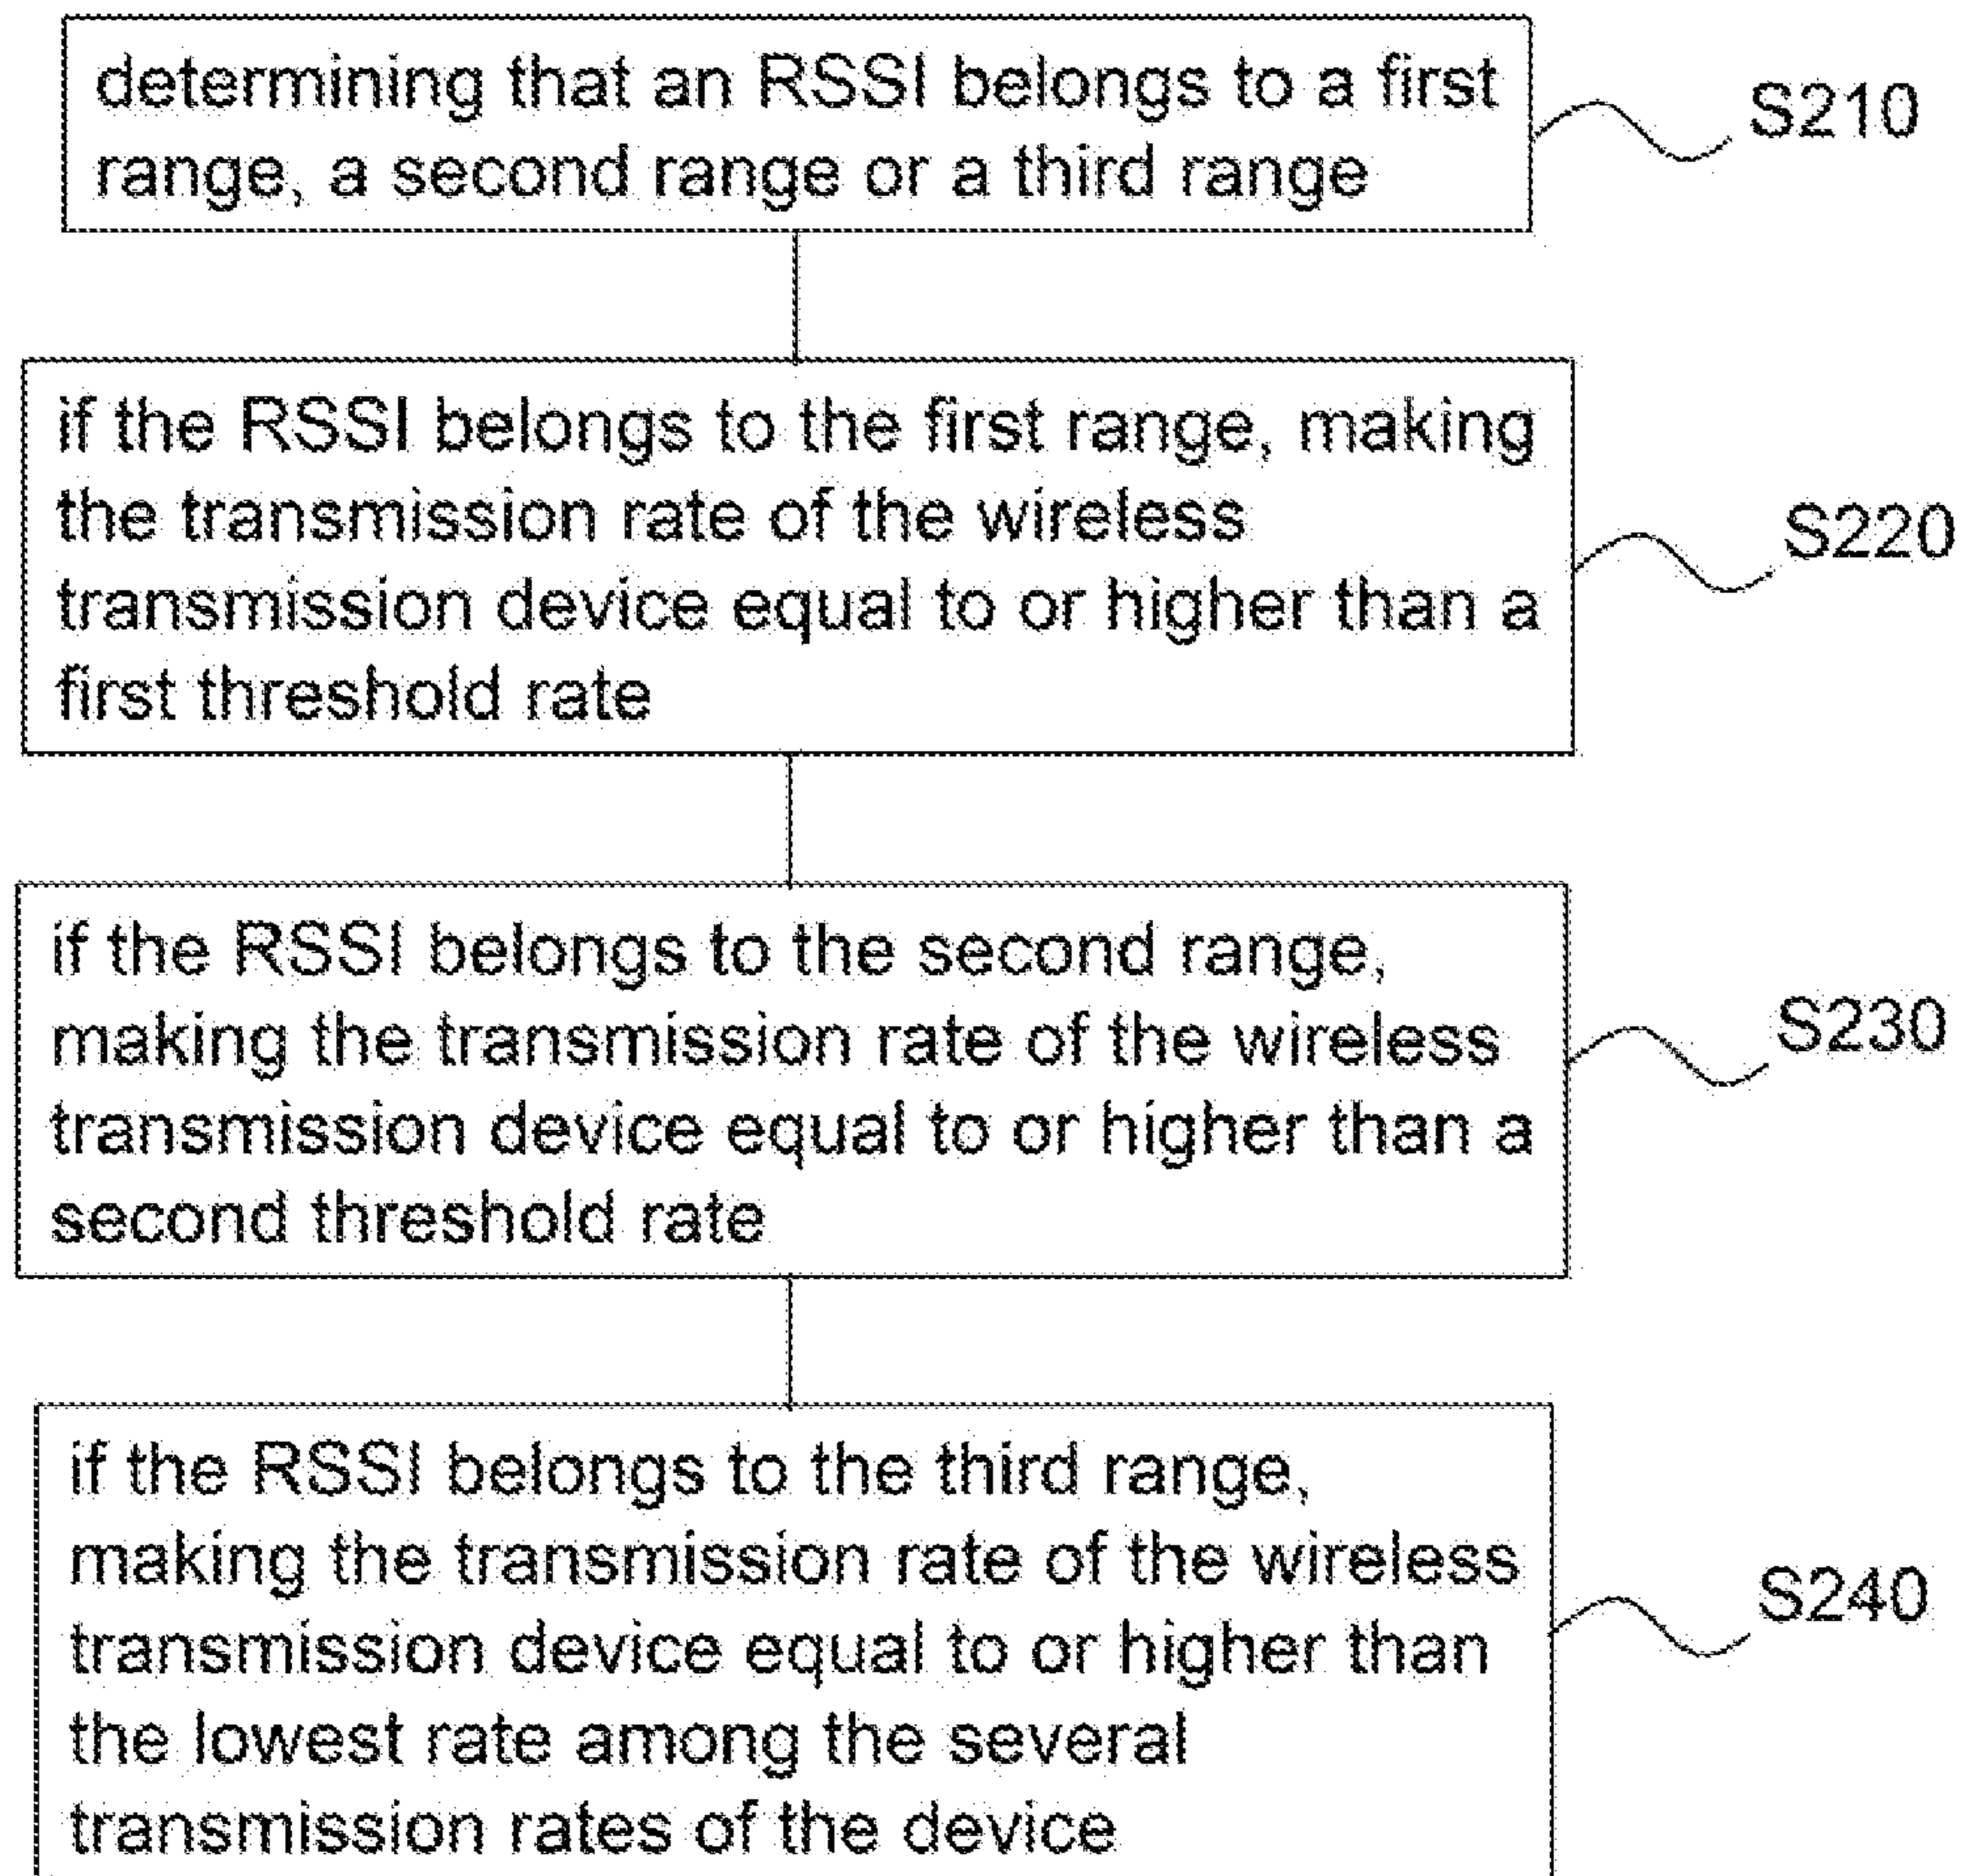 determining that an RSSI belongs to a first
range, a second range or a third range
S210
if the RSSI belongs to the first range, making
the transmission rate of the wireless
transmission device equal to or higher than a
first threshold rate
S220
if the RSSI belongs to the second range,
making the transmission rate of the wireless
transmission device equal to or higher than a
second threshold rate
S230
if the RSSI belongs to the third range,
making the transmission rate of the wireless
transmission device equal to or higher than
the lowest rate among the several
transmission rates of the device
S240